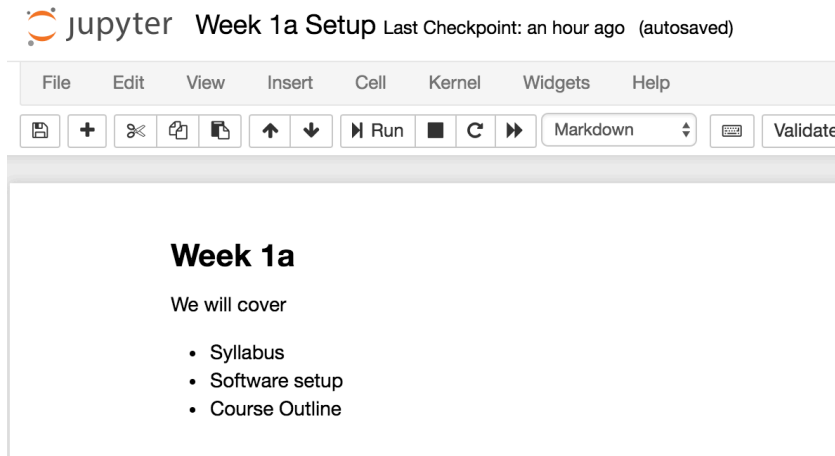 jupyter Week 1a Setup Last Checkpoint: an hour ago (autosaved)
File Edit View Insert Cell Kernel Widgets Help
Run Markdown Validate
Week 1a
We will cover
• Syllabus
• Software setup
• Course Outline